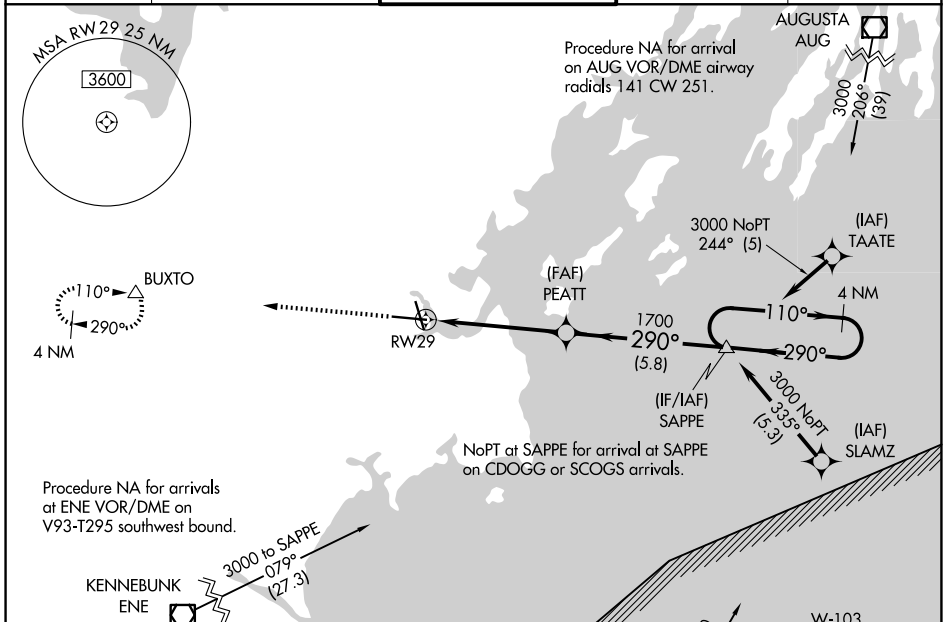 MSA RW29 25 NM
3600
Procedure NA for arrival
on AUG VOR/DME airway
radials 141 CW 251.
AUGUSTA
AUG
3000
206°
(39)
3000 NoPT
244° (5)
(IAF)
TAATE
110°
BUXTO
290°
4 NM
(FAF)
PEATT
RW29
1700
290°
(5.8)
110°
4 NM
290°
(IF/IAF)
SAPPE
3000 NoPT
335°
(5.3)
(IAF)
SLAMZ
NoPT at SAPPE for arrival at SAPPE
on CDOGG or SCOGS arrivals.
Procedure NA for arrivals
at ENE VOR/DME on
V93-T295 southwest bound.
3000 to SAPPE
079°
(27.3)
KENNEBUNK
ENE
W-103